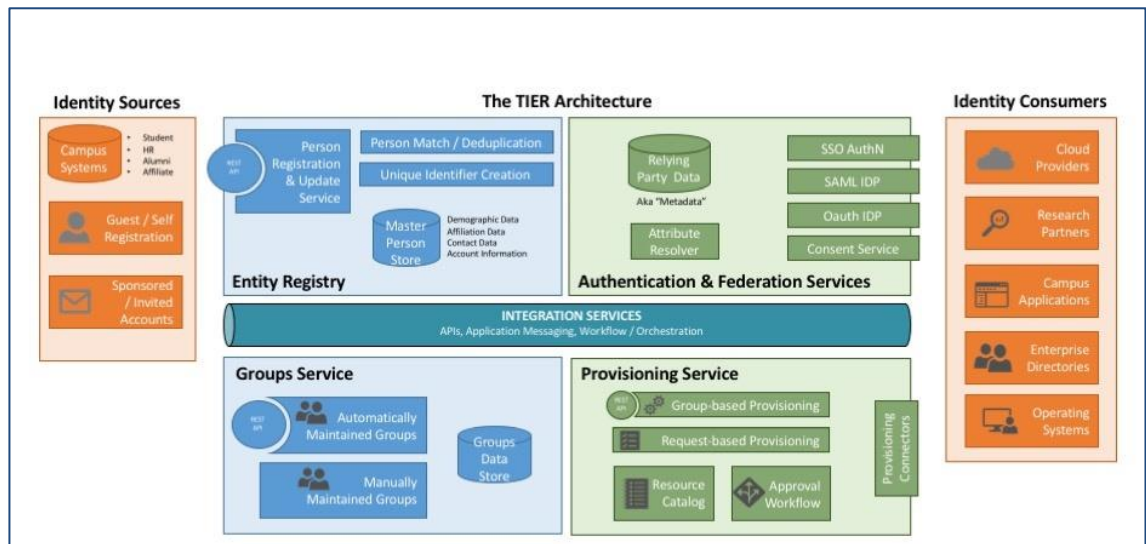 Identity Sources
Campus
Systems
• Student
• HR
• Alumni
• Affiliate
Guest / Self
Registration
Sponsored
/ Invited
Accounts
The TIER Architecture
REST
API
Person
Registration
& Update
Service
Person Match / Deduplication
Unique Identifier Creation
Master
Person
Store
Demographic Data
Affiliation Data
Contact Data
Account Information
Entity Registry
Relying
Party Data
Aka "Metadata"
Attribute
Resolver
SSO AuthN
SAML IDP
Oauth IDP
Consent Service
Authentication & Federation Services
INTEGRATION SERVICES
APIs, Application Messaging, Workflow / Orchestration
Groups Service
REST
API
Automatically
Maintained Groups
Manually
Maintained Groups
Groups
Data
Store
Provisioning Service
REST
API
Group-based Provisioning
Request-based Provisioning
Resource
Catalog
Approval
Workflow
Provisioning
Connectors
Identity Consumers
Cloud
Providers
Research
Partners
Campus
Applications
Enterprise
Directories
Operating
Systems